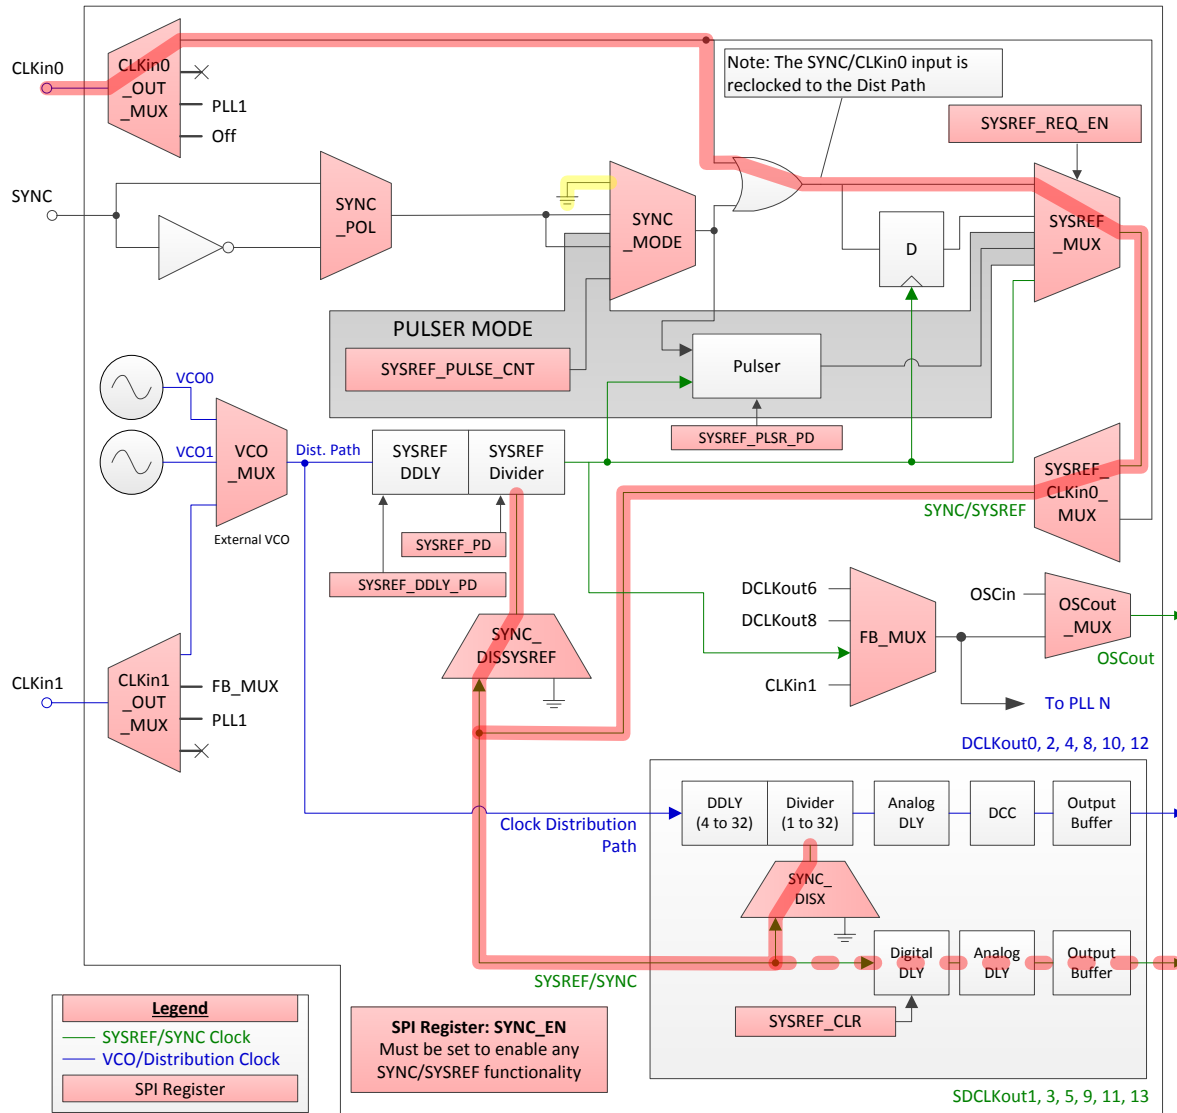 CLKin0
CLKin0
_OUT
_MUX
PLL1
Off
Note: The SYNC/CLKin0 input is
reclocked to the Dist Path
SYSREF_REQ_EN
SYNC
SYNC
_POL
SYNC
_MODE
D
SYSREF
_MUX
PULSER MODE
SYSREF_PULSE_CNT
Pulser
SYSREF_PLSR_PD
VCO0
VCO1
VCO
_MUX
External VCO
Dist. Path
SYSREF
DDLY
SYSREF
Divider
SYSREF_PD
SYSREF_DDLY_PD
SYSREF_
CLKin0_
MUX
SYNC/SYSREF
SYNC_
DISSYSREF
DCLKout6
DCLKout8
CLKin1
FB_MUX
OSCin
OSCout
_MUX
OSCout
To PLL N
CLKin1
CLKin1
_OUT
_MUX
FB_MUX
PLL1
DCLKout0, 2, 4, 8, 10, 12
Clock Distribution
Path
DDLY
(4 to 32)
Divider
(1 to 32)
Analog
DLY
DCC
Output
Buffer
SYNC_
DISX
SYSREF/SYNC
Digital
DLY
Analog
DLY
Output
Buffer
SYSREF_CLR
SDCLKout1, 3, 5, 9, 11, 13
Legend
SYSREF/SYNC Clock
VCO/Distribution Clock
SPI Register
SPI Register: SYNC_EN
Must be set to enable any
SYNC/SYSREF functionality